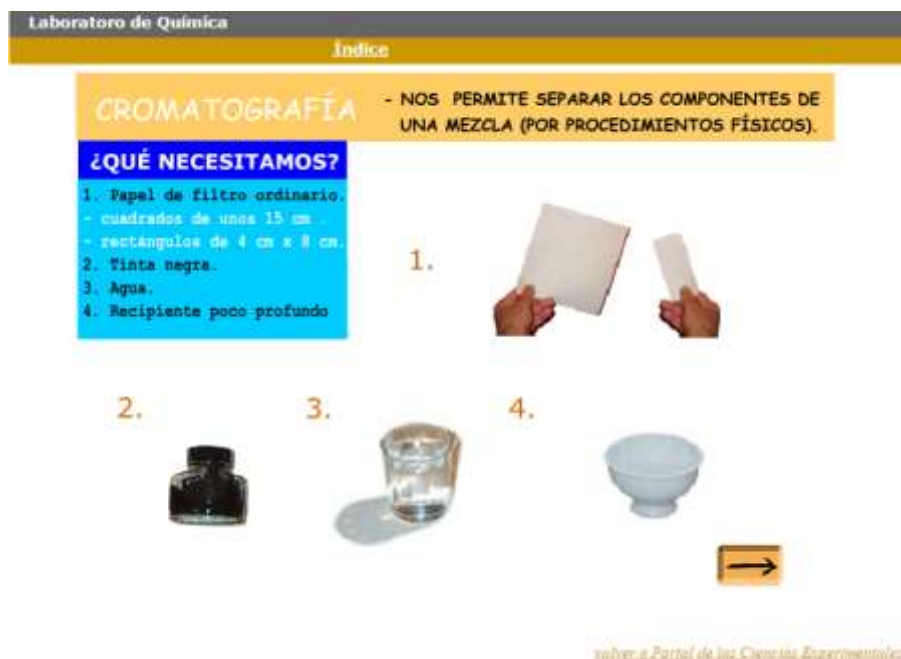 Laboratoro de Química
Índice
CROMATOGRAFÍA
- NOS PERMITE SEPARAR LOS COMPONENTES DE
UNA MEZCLA (POR PROCEDIMIENTOS FÍSICOS).
¿QUÉ NECESITAMOS?
1. Papel de filtro ordinario.
- cuadrados de unos 15 cm .
- rectángulos de 4 cm x 8 cm.
2. Tinta negra.
3. Agua.
4. Recipiente poco profundo
1.
2.
3.
4.
volver a Portal de las Ciencias Experimentales